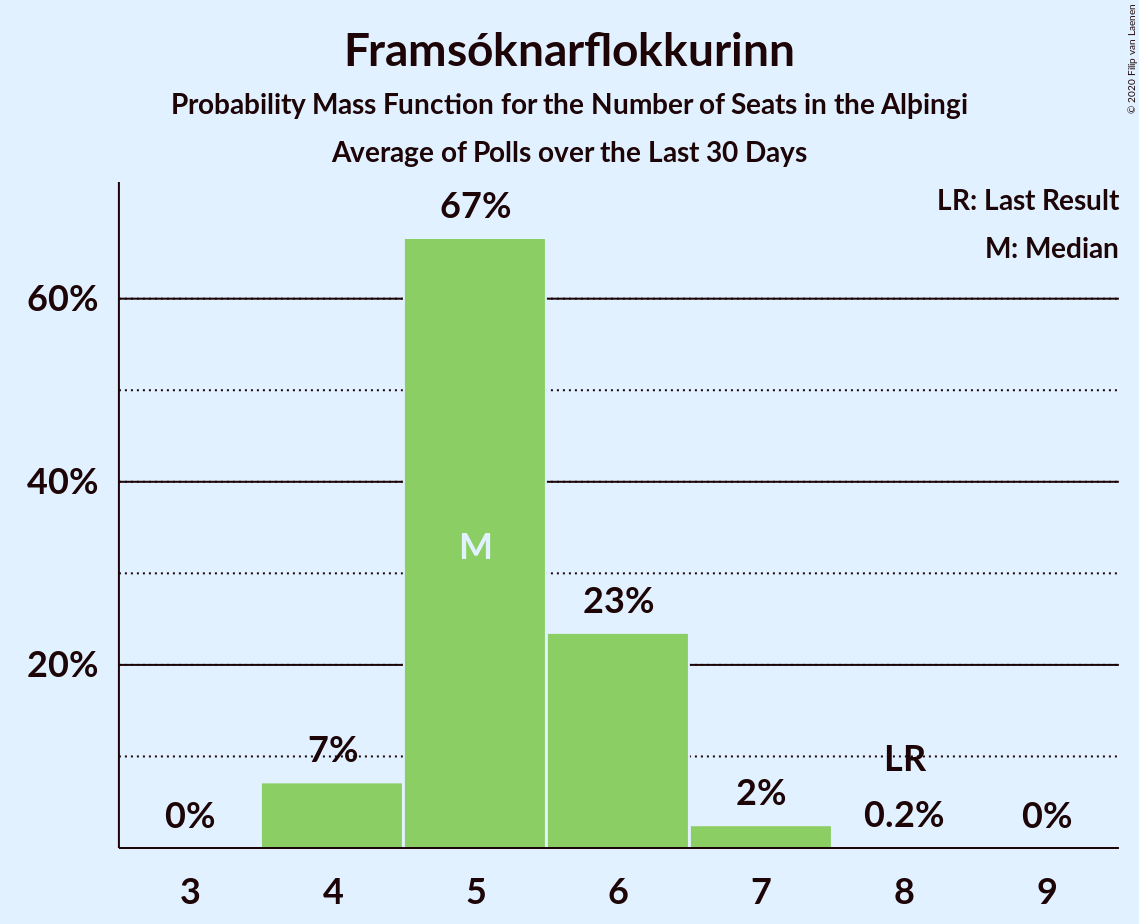 Framsóknarflokkurinn
Probability Mass Function for the Number of Seats in the Alþingi
Average of Polls over the Last 30 Days
© 2020 Filip van Laenen
LR: Last Result
M: Median
67%
60%
40%
M
23%
20%
7%
LR
2%
0%
0.2%
0%
3 4 5 6 7 8 9